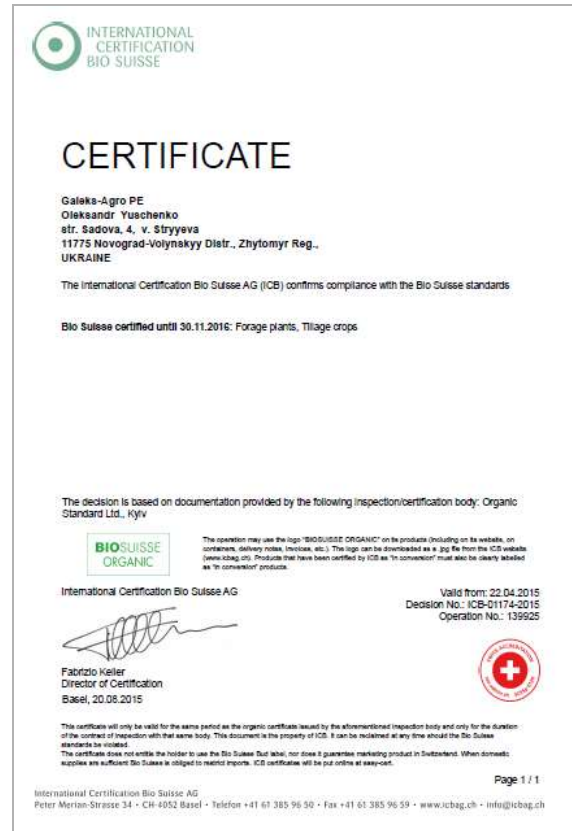 INTERNATIONAL
CERTIFICATION
BIO SUISSE
CERTIFICATE
Galeks-Agro PE
Oleksandr Yuschenko
str. Sadova, 4, v. Stryyeva
11775 Novograd-Volynskyy Distr., Zhytomyr Reg.,
UKRAINE
The International Certification Bio Suisse AG (ICB) confirms compliance with the Bio Suisse standards
Bio Suisse certified until 30.11.2016: Forage plants, Tillage crops
The decision is based on documentation provided by the following inspection/certification body: Organic
Standard Ltd., Kyiv
BIOSUISSE
ORGANIC
The operation may use the logo "BIOSUISSE ORGANIC" on its products (including on its website, on
containers, delivery notes, invoices, etc.) The logo can be downloaded as a .jpg file from the ICB website
(www.icbag.ch). Products that have been certified by ICB as "in conversion" must also be clearly labelled
as "in conversion" products.
International Certification Bio Suisse AG
Valid from: 22.04.2015
Decision No.: ICB-01174-2015
Operation No.: 139925
Fabrizio Keller
Director of Certification
Basel, 20.08.2015
This certificate will only be valid for the same period as the organic certificate issued by the aforementioned inspection body and only for the duration
of the contract of inspection with that same body. This document is the property of ICB. It can be reclaimed at any time should the Bio Suisse
standards be violated.
The certificate does not entitle the holder to use the Bio Suisse Bud label, nor does it guarantee marketing product in Switzerland. When domestic
supplies are sufficient Bio Suisse is obliged to restrict imports. ICB certificates will be put online at easy-cert.
Page 1 / 1
International Certification Bio Suisse AG
Peter Merian-Strasse 34 · CH-4052 Basel · Telefon +41 61 385 96 50 · Fax +41 61 385 96 59 · www.icbag.ch · info@icbag.ch